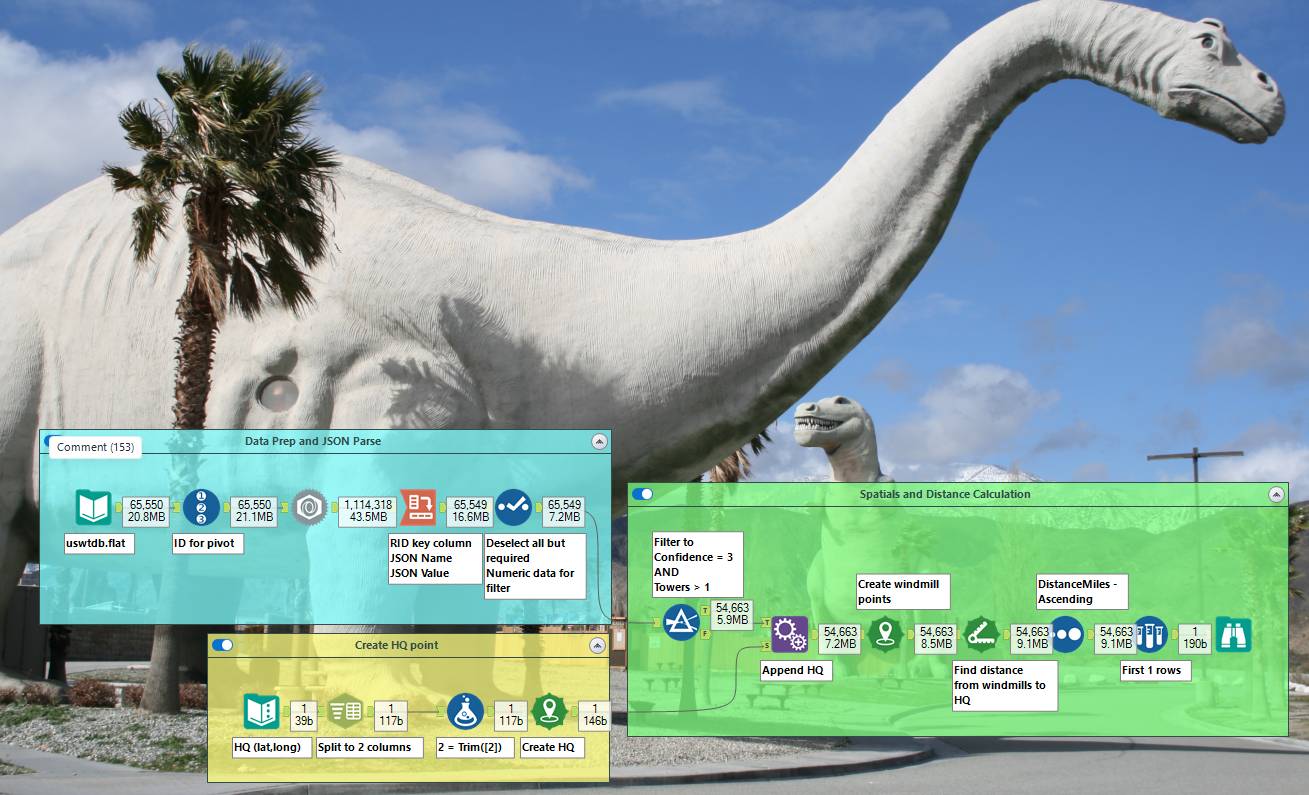 Comment (153)
Data Prep and JSON Parse
65,550
20.8MB
1
2
3
65,550
21.1MB
1,114,318
43.5MB
65,549
16.6MB
65,549
7.2MB
uswtdb.flat
ID for pivot
RID key column
JSON Name
JSON Value
Deselect all but
required
Numeric data for
filter
Create HQ point
1
39b
1
117b
1
117b
1
146b
HQ (lat,long)
Split to 2 columns
2 = Trim([2])
Create HQ
Spatials and Distance Calculation
Filter to
Confidence = 3
AND
Towers > 1
T
F
54,663
5.9MB
T
S
Append HQ
54,663
7.2MB
Create windmill
points
54,663
8.5MB
Find distance
from windmills to
HQ
54,663
9.1MB
DistanceMiles -
Ascending
54,663
9.1MB
First 1 rows
1
190b